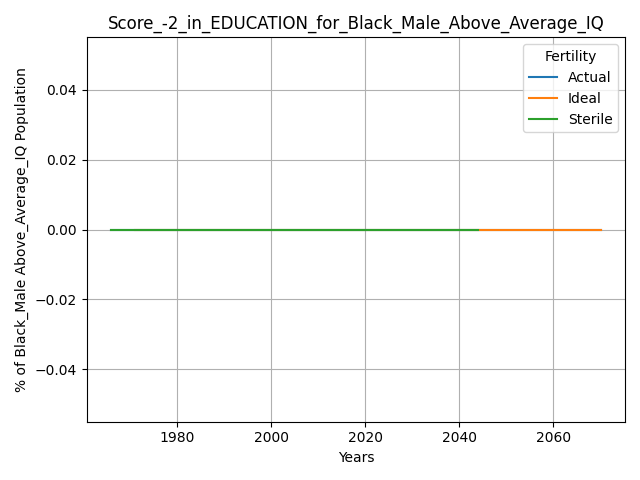 Score_-2_in_EDUCATION_for_Black_Male_Above_Average_IQ
% of Black_Male Above_Average_IQ Population
0.04
0.02
0.00
−0.02
−0.04
Fertility
Actual
Ideal
Sterile
1980 2000 2020 2040 2060
Years